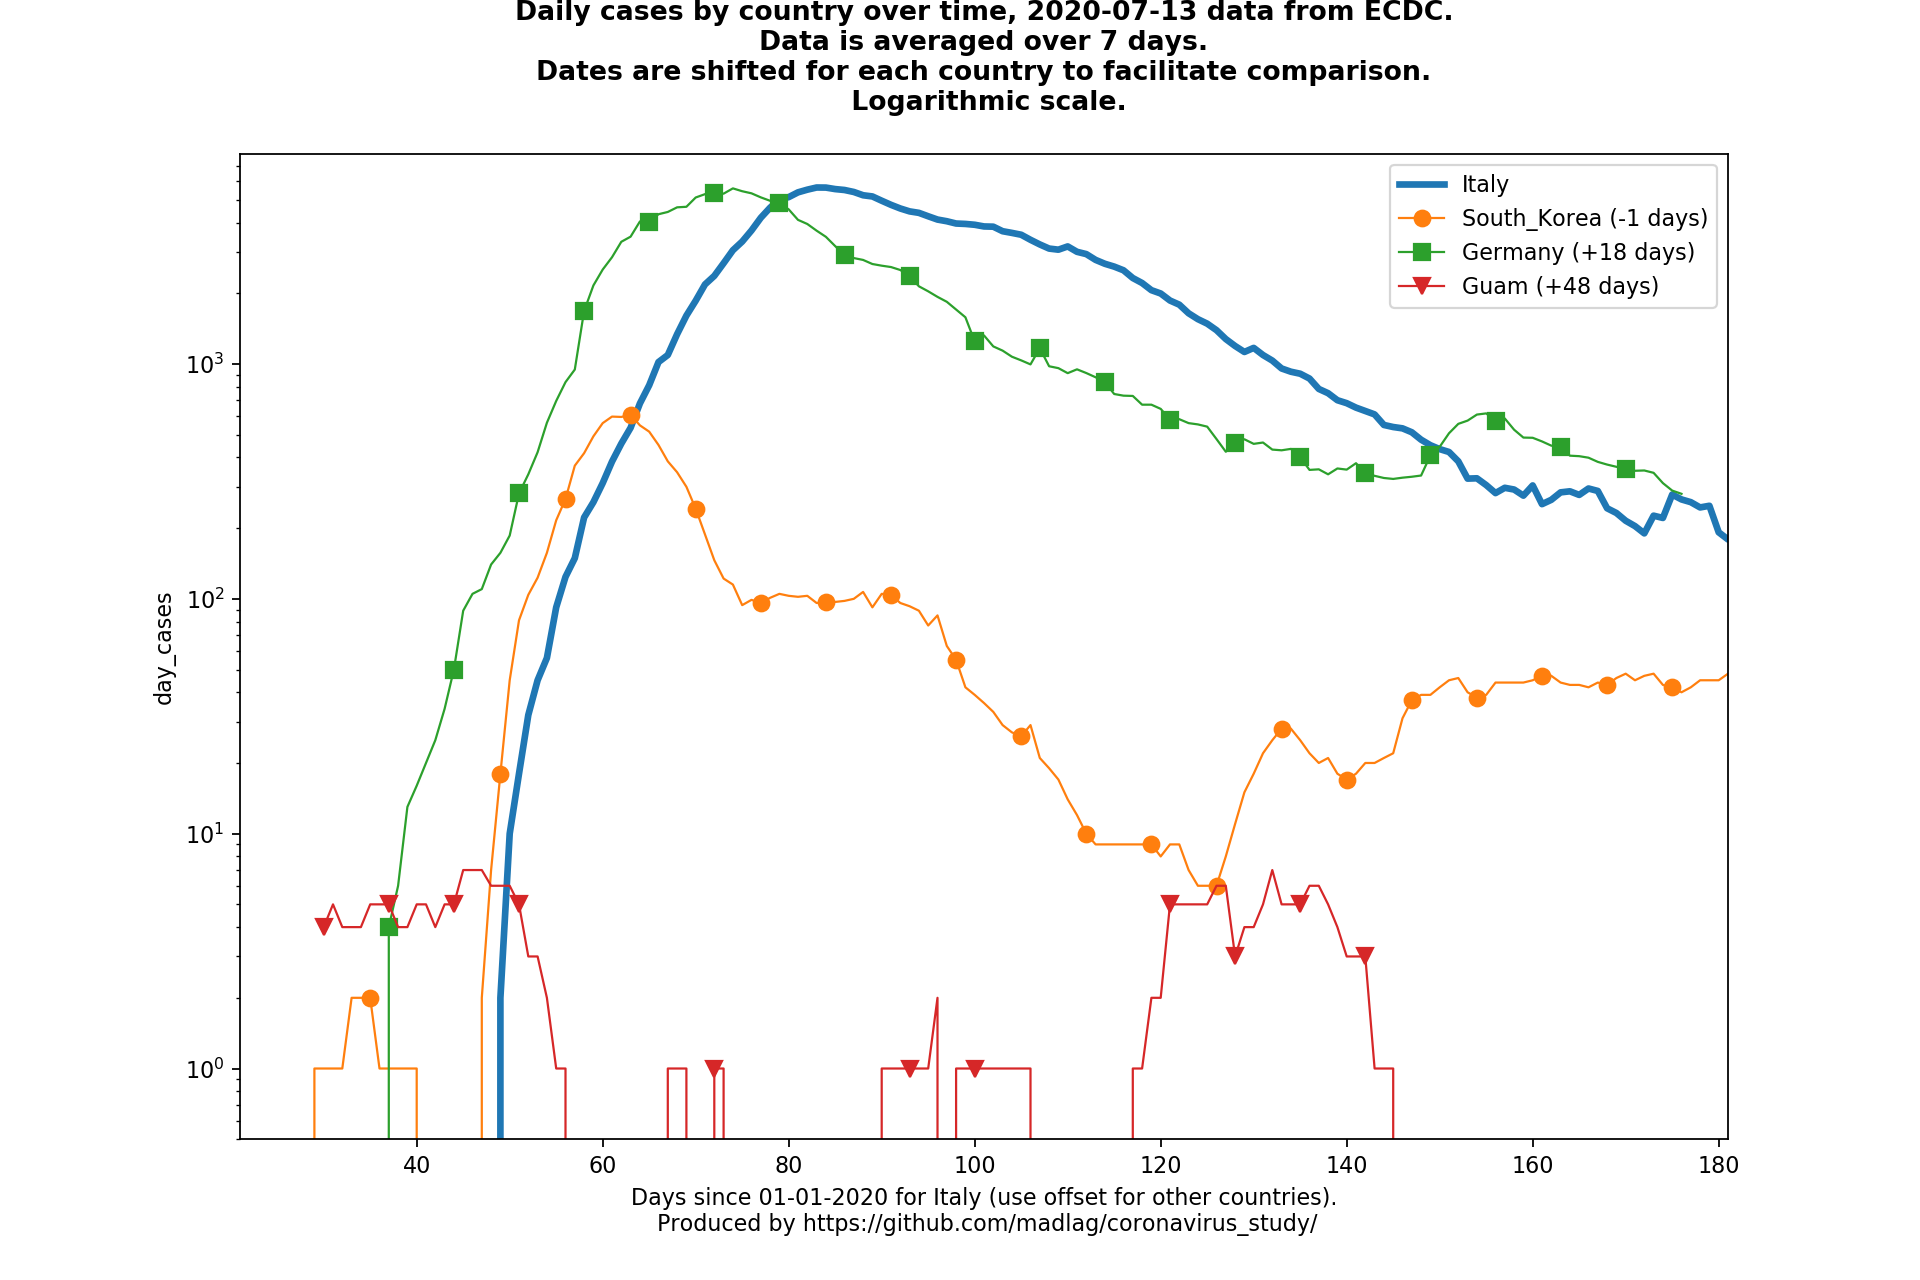 Daily cases by country over time, 2020-07-13 data from ECDC.
Data is averaged over 7 days.
Dates are shifted for each country to facilitate comparison.
Logarithmic scale.
Italy
South_Korea (-1 days)
Germany (+18 days)
Guam (+48 days)
day_cases
10³
10²
10¹
10⁰
40 60 80 100 120 140 160 180
Days since 01-01-2020 for Italy (use offset for other countries).
Produced by https://github.com/madlag/coronavirus_study/